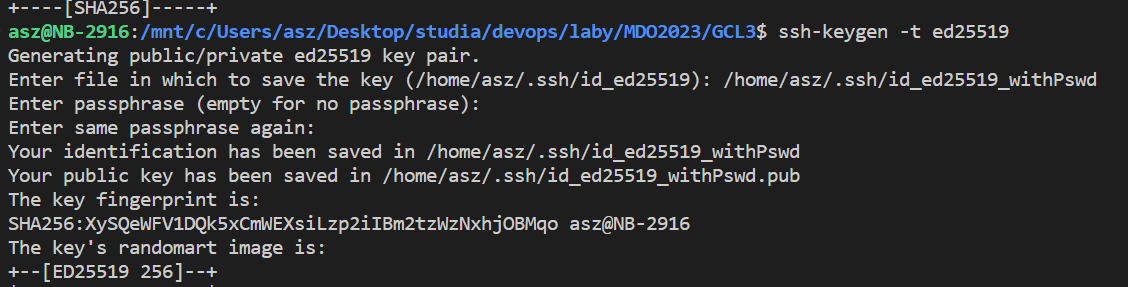 +----[SHA256]-----+
asz@NB-2916:/mnt/c/Users/asz/Desktop/studia/devops/laby/MDO2023/GCL3$ ssh-keygen -t ed25519
Generating public/private ed25519 key pair.
Enter file in which to save the key (/home/asz/.ssh/id_ed25519): /home/asz/.ssh/id_ed25519_withPswd
Enter passphrase (empty for no passphrase):
Enter same passphrase again:
Your identification has been saved in /home/asz/.ssh/id_ed25519_withPswd
Your public key has been saved in /home/asz/.ssh/id_ed25519_withPswd.pub
The key fingerprint is:
SHA256:XySQeWFV1DQk5xCmWEXsiLzp2iIBm2tzWzNxhjOBMqo asz@NB-2916
The key's randomart image is:
+--[ED25519 256]--+